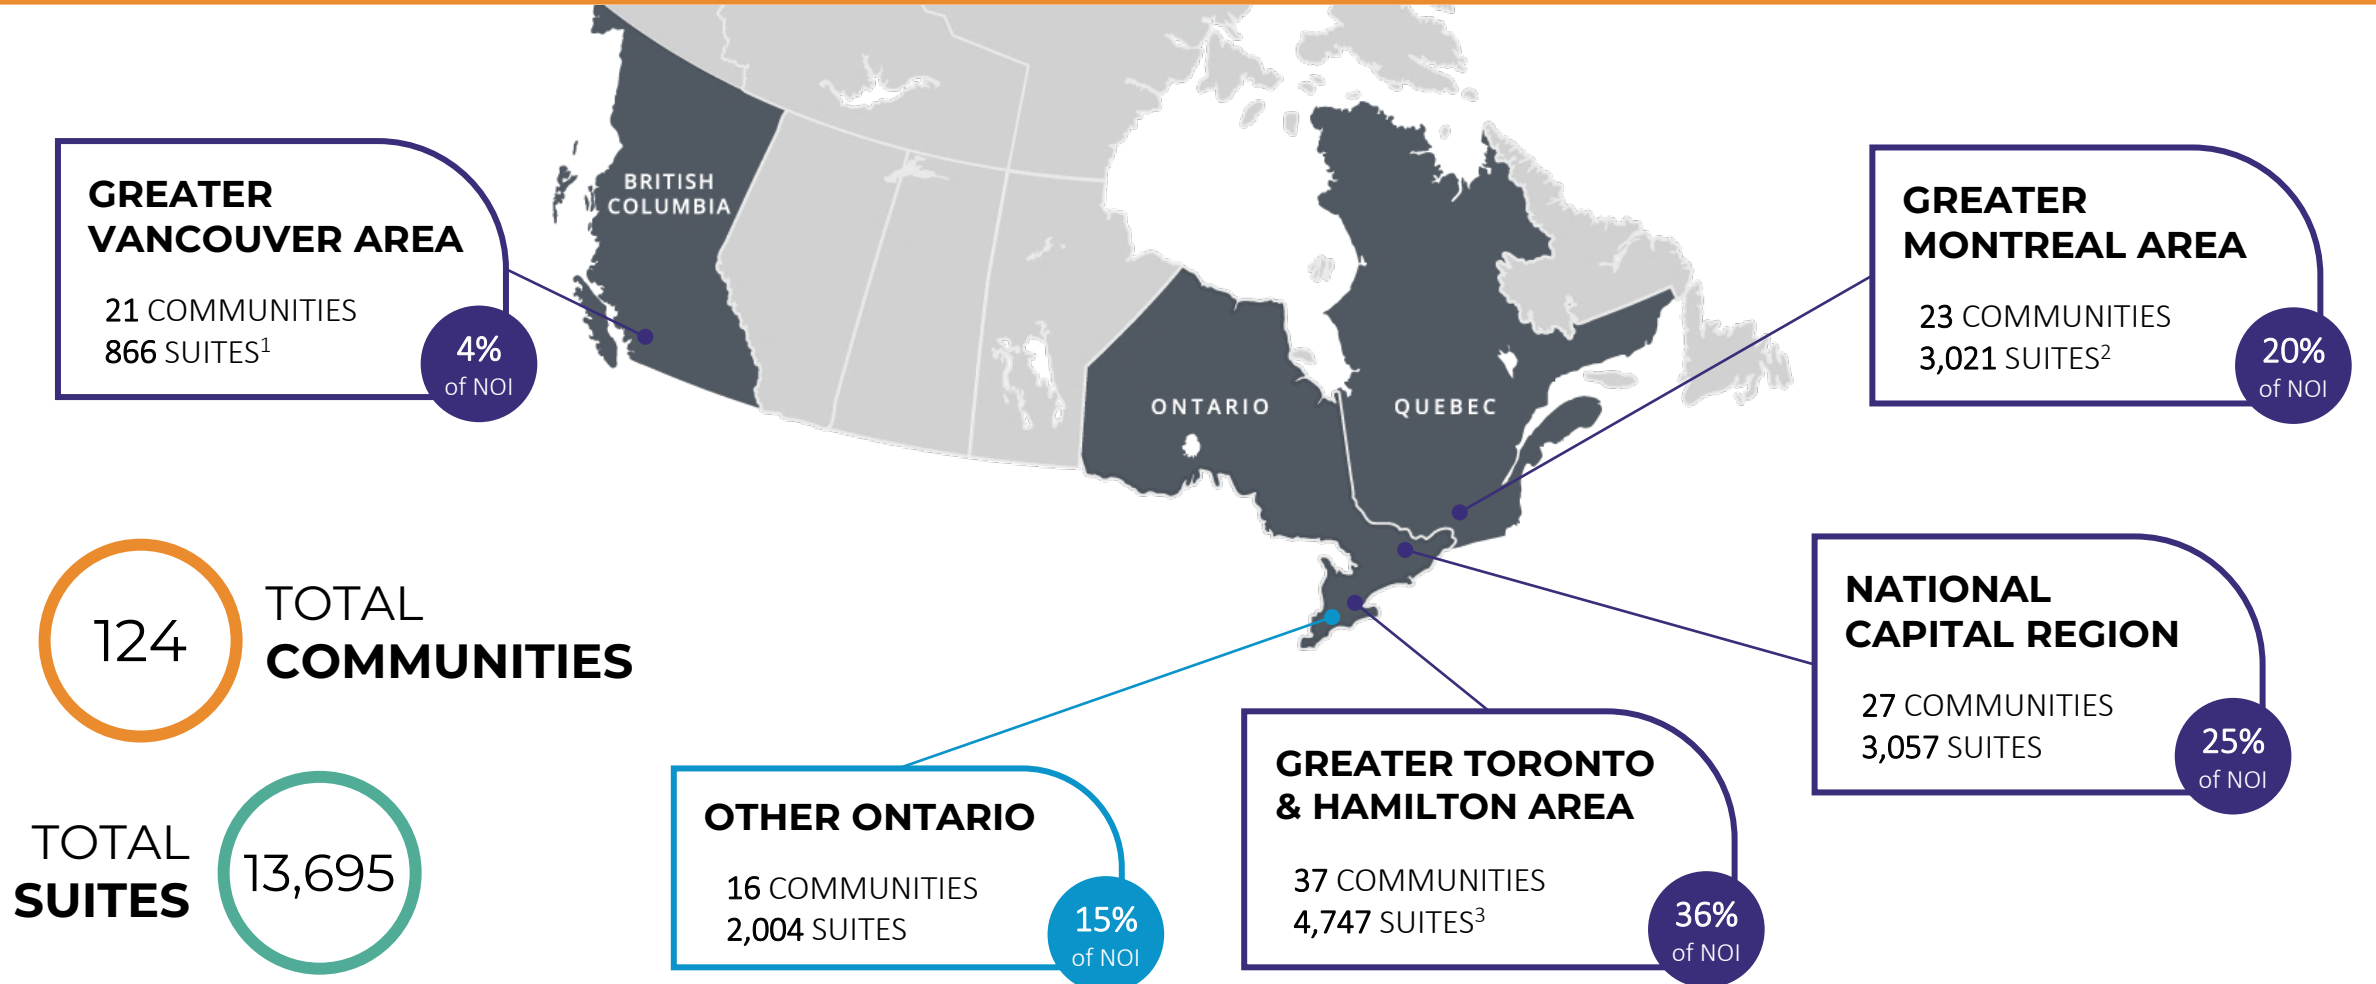 BRITISH
COLUMBIA
ONTARIO
QUEBEC
GREATER
VANCOUVER AREA
21 COMMUNITIES
866 SUITES¹
4%
of NOI
GREATER
MONTREAL AREA
23 COMMUNITIES
3,021 SUITES²
20%
of NOI
124
TOTAL
COMMUNITIES
NATIONAL
CAPITAL REGION
27 COMMUNITIES
3,057 SUITES
25%
of NOI
TOTAL
SUITES
13,695
OTHER ONTARIO
16 COMMUNITIES
2,004 SUITES
15%
of NOI
GREATER TORONTO
& HAMILTON AREA
37 COMMUNITIES
4,747 SUITES³
36%
of NOI